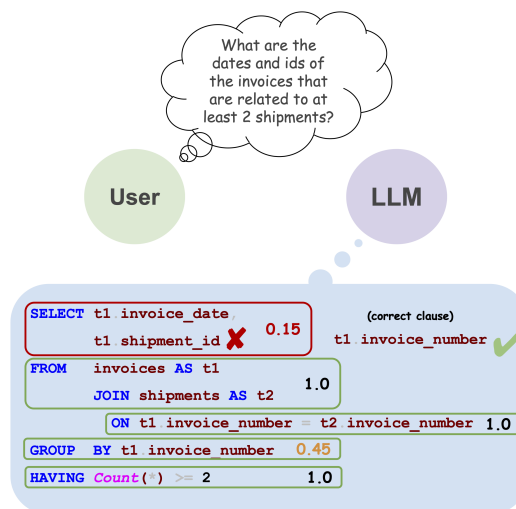 What are the
dates and ids of
the invoices that
are related to at
least 2 shipments?
User
LLM
SELECT t1.invoice_date,
t1.shipment_id ✘ 0.15
(correct clause)
t1.invoice_number ✔
FROM invoices AS t1
JOIN shipments AS t2
1.0
ON t1.invoice_number = t2.invoice_number 1.0
GROUP BY t1.invoice_number 0.45
HAVING Count(*) >= 2 1.0